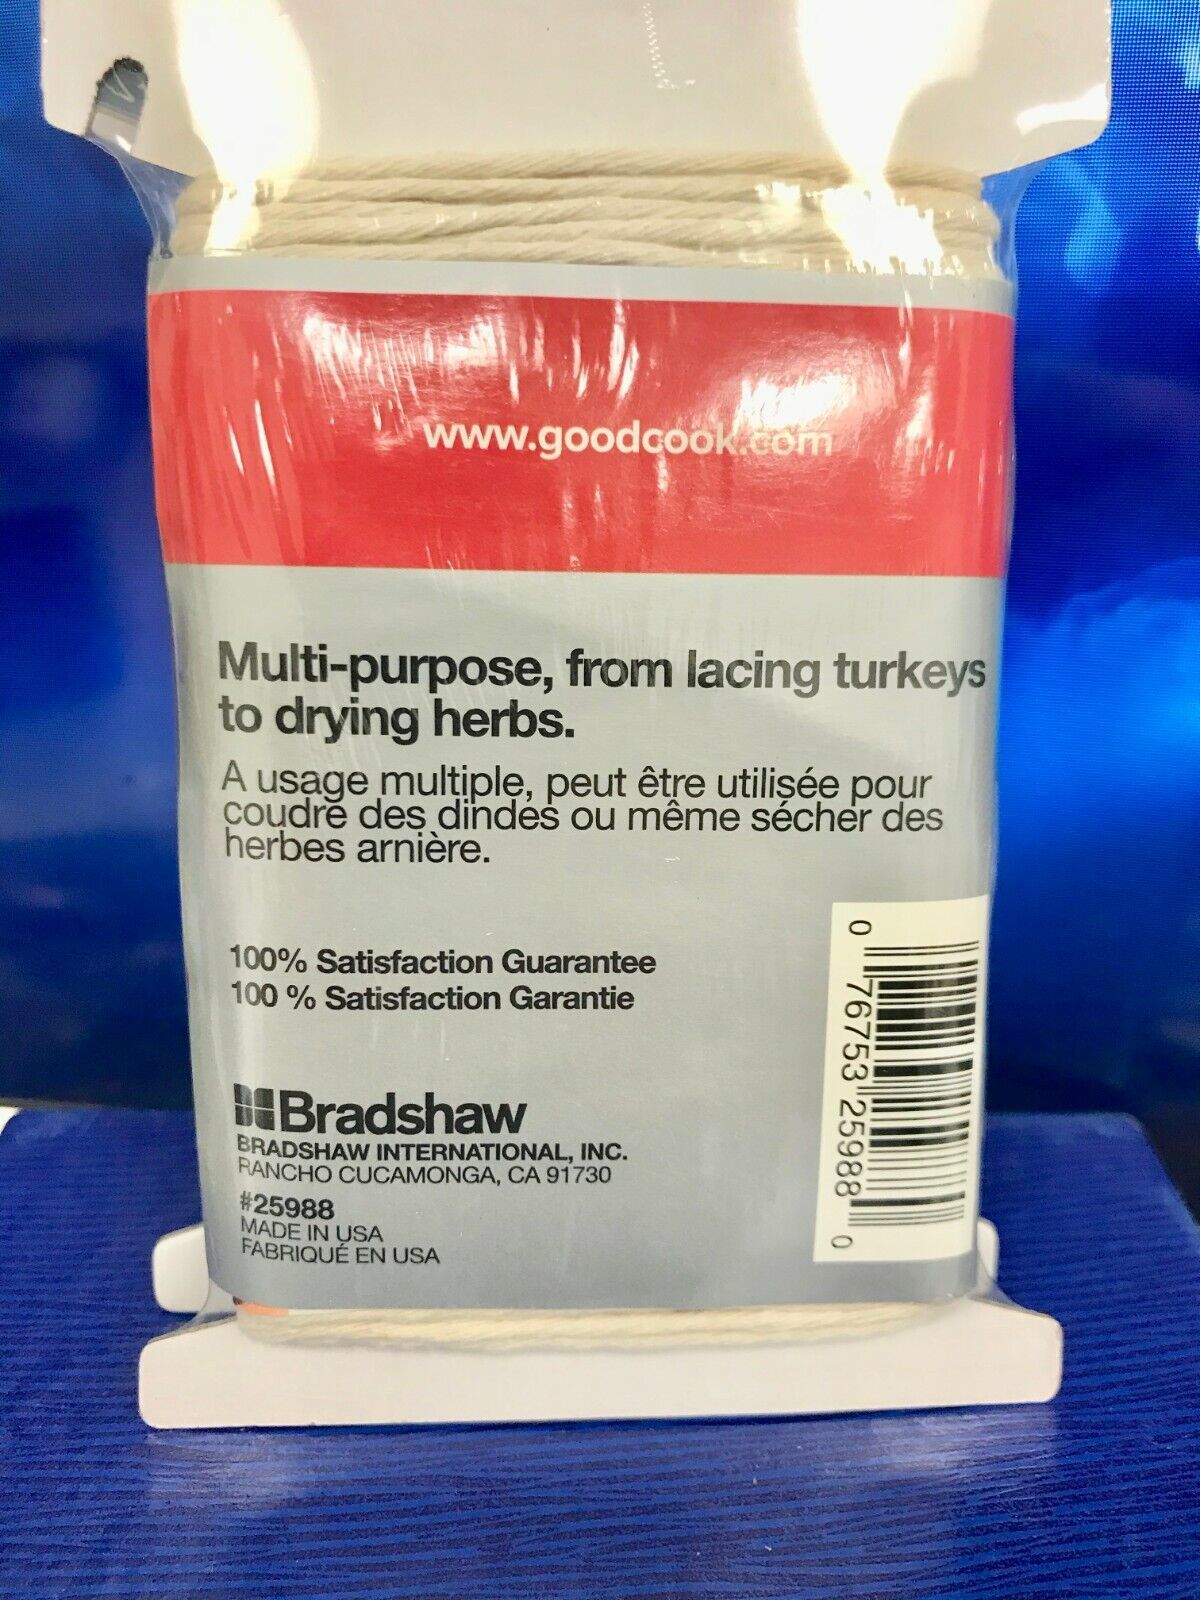 www.goodcook.com
Multi-purpose, from lacing turkeys
to drying herbs.
A usage multiple, peut être utilisée pour
coudre des dindes ou même sécher des
herbes arnière.
100% Satisfaction Guarantee
100 % Satisfaction Garantie
Bradshaw
BRADSHAW INTERNATIONAL, INC.
RANCHO CUCAMONGA, CA 91730
#25988
MADE IN USA
FABRIQUÉ EN USA
0 76753 25988 0